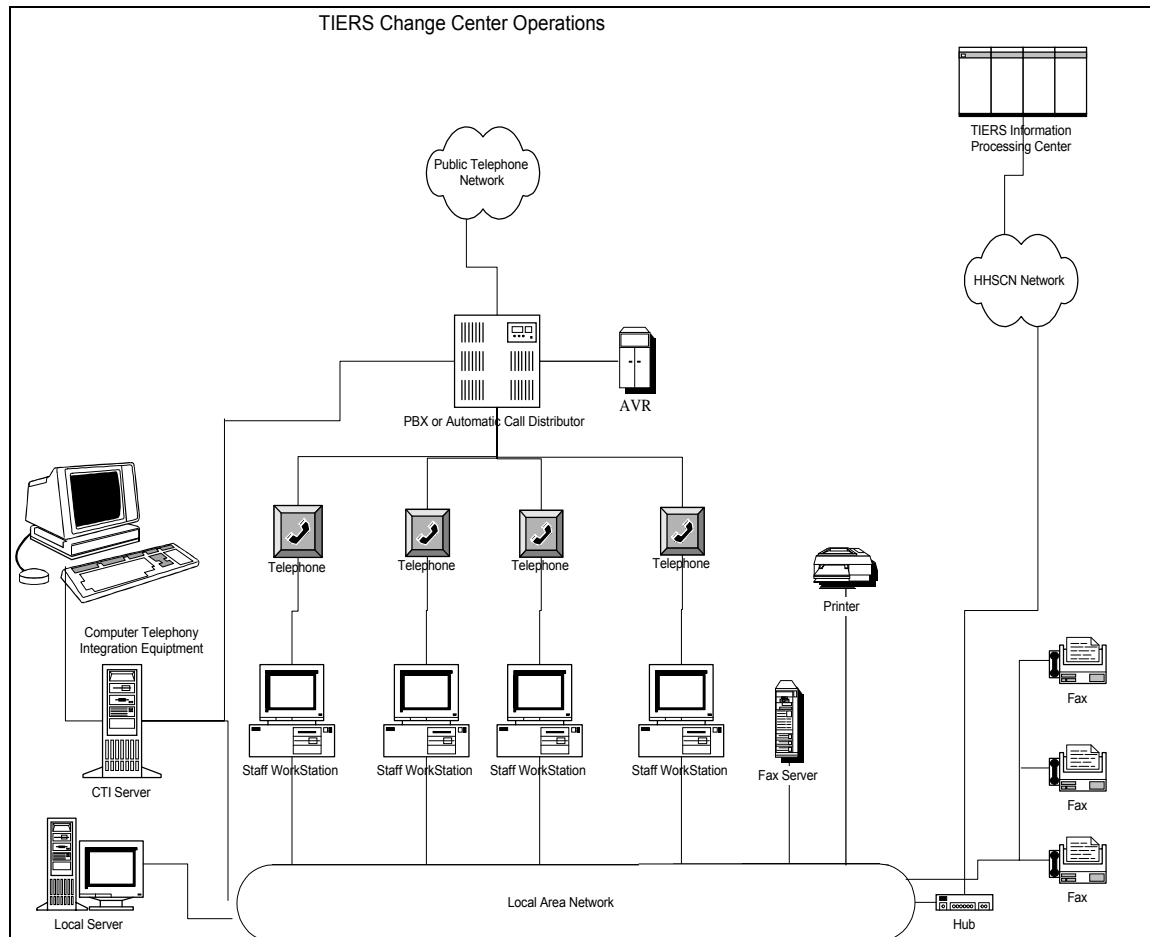 TIERS Change Center Operations
TIERS Information
Processing Center
Public Telephone
Network
HHSCN Network
AVR
PBX or Automatic Call Distributor
Telephone
Telephone
Telephone
Telephone
Printer
Computer Telephony
Integration Equiptment
Fax
Staff WorkStation
Staff WorkStation
Staff WorkStation
Staff WorkStation
Fax Server
CTI Server
Fax
Local Area Network
Local Server
Hub
Fax